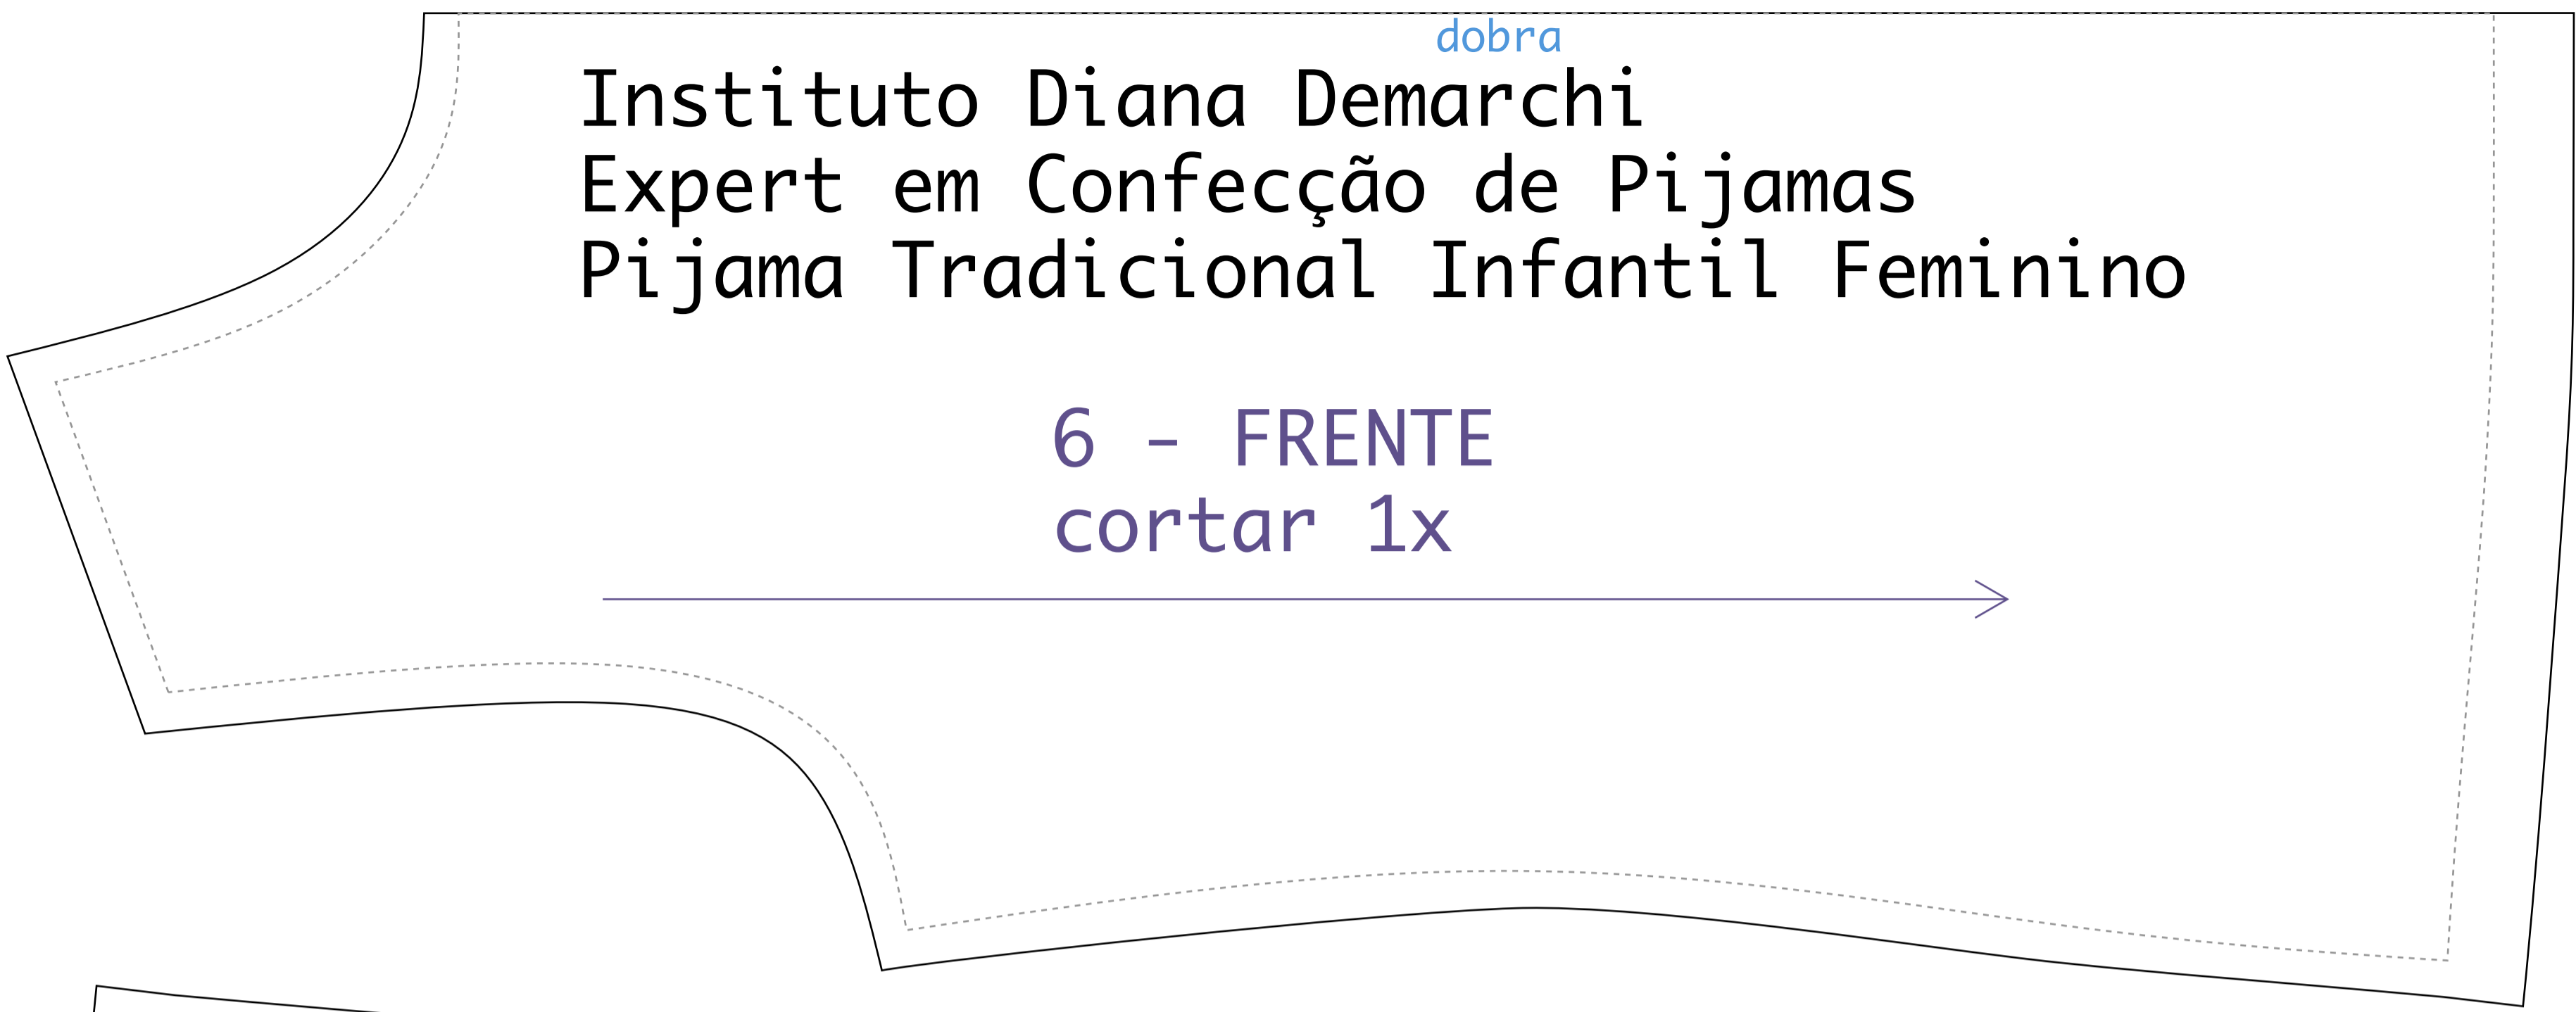 dobra
Instituto Diana Demarchi
Expert em Confecção de Pijamas
Pijama Tradicional Infantil Feminino
6 - FRENTE
cortar 1x